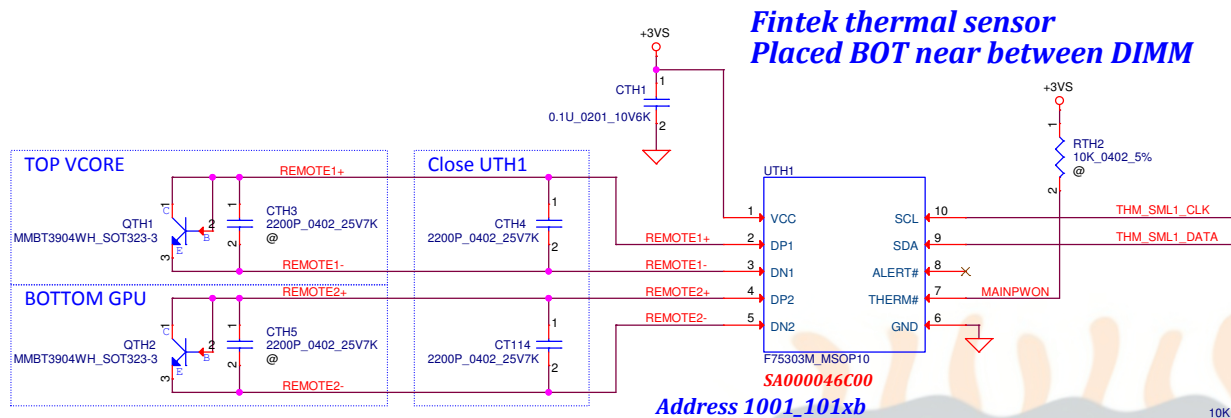 Fintek thermal sensor
Placed BOT near between DIMM
+3VS
1
CTH1
0.1U_0201_10V6K
2
+3VS
1
RTH2
10K_0402_5%
@
2
TOP VCORE
REMOTE1+
C
1
2
B
E
3
QTH1
MMBT3904WH_SOT323-3
1
CTH3
2200P_0402_25V7K
2
@
Close UTH1
1
CTH4
2200P_0402_25V7K
2
REMOTE1+
REMOTE1-
BOTTOM GPU
REMOTE2+
C
1
2
B
E
3
QTH2
MMBT3904WH_SOT323-3
1
CTH5
2200P_0402_25V7K
2
@
REMOTE2-
1
CT114
2200P_0402_25V7K
2
REMOTE2+
REMOTE2-
UTH1
1 VCC
2 DP1
3 DN1
4 DP2
5 DN2
SCL 10
SDA 9
ALERT# 8
THERM# 7
GND 6
THM_SML1_CLK
THM_SML1_DATA
MAINPWON
F75303M_MSOP10
SA000046C00
Address 1001_101xb
10K